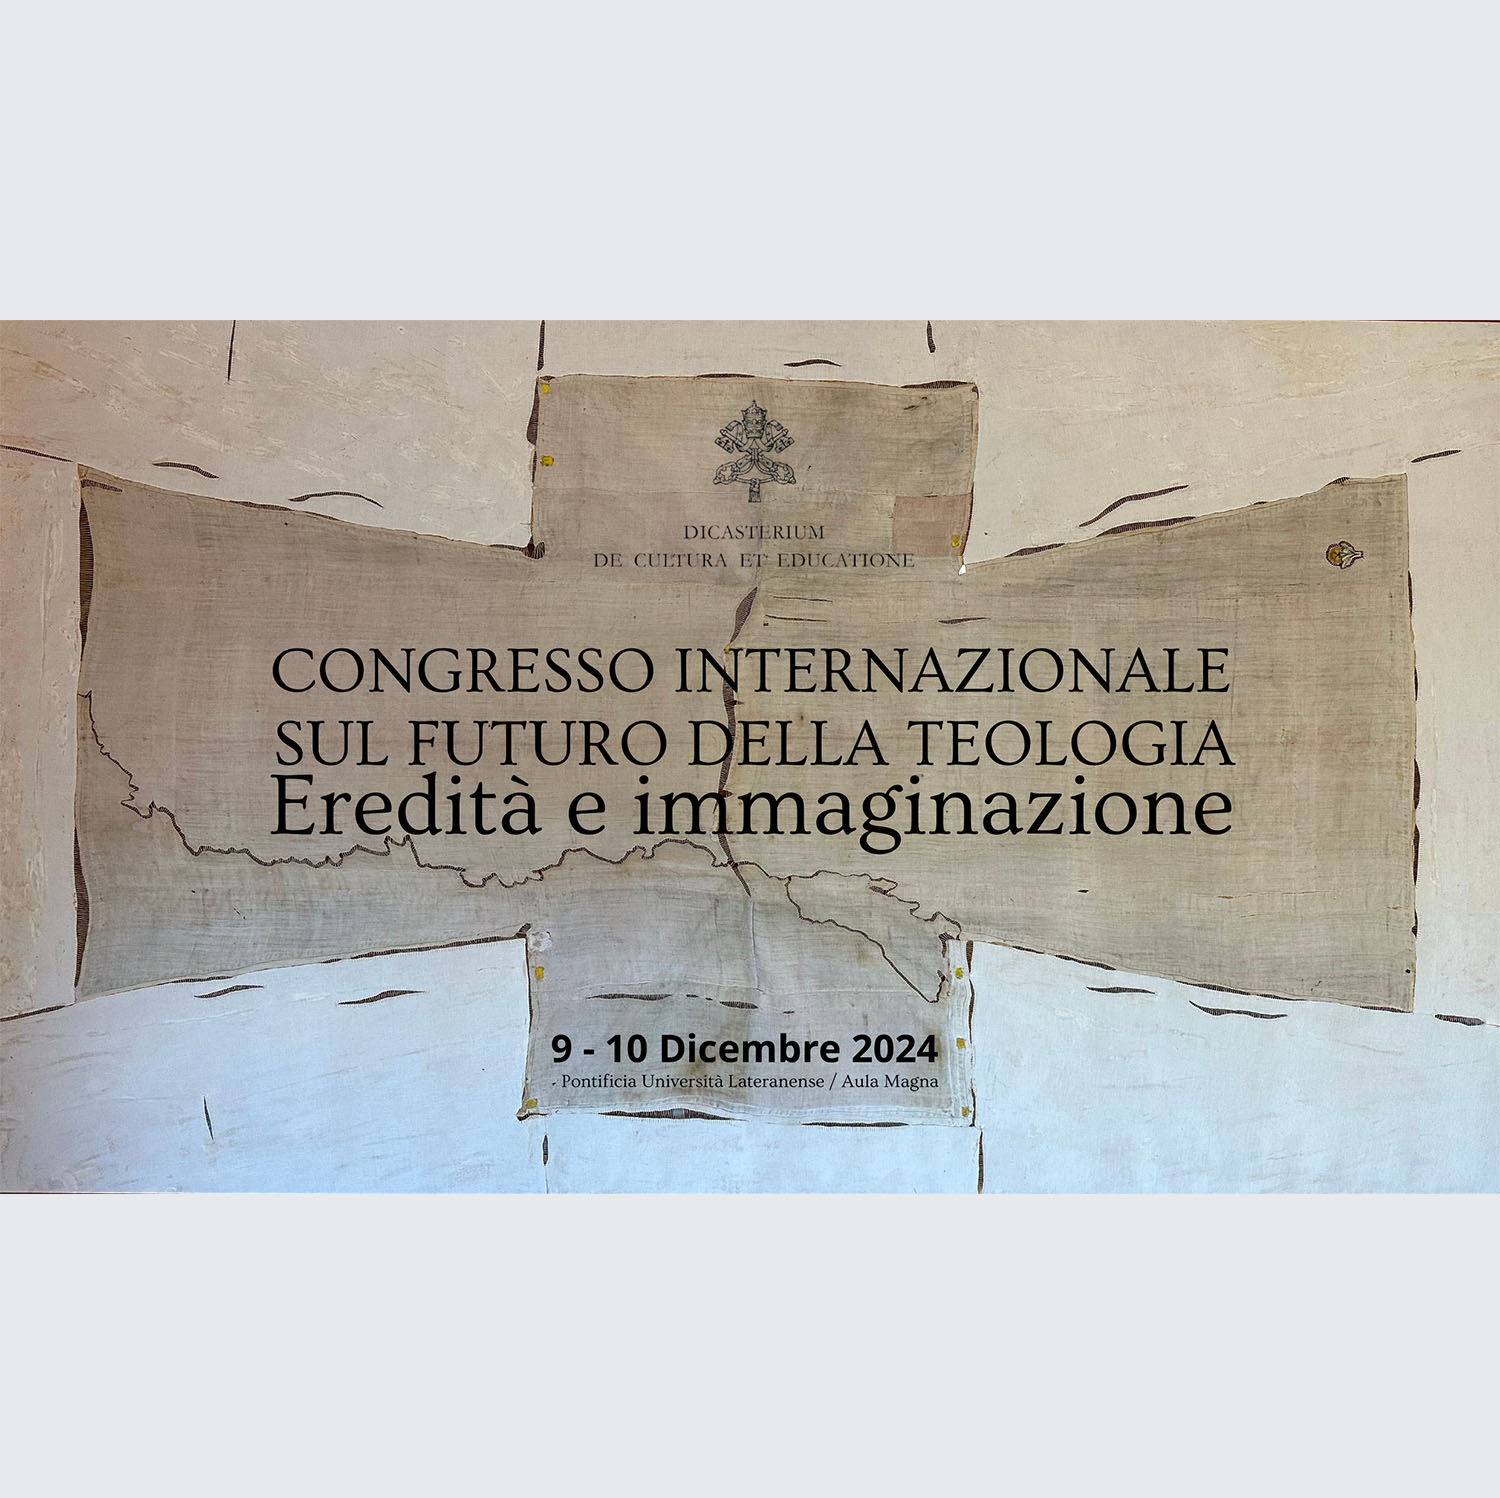 DICASTERIUM
DE CULTURA ET EDUCATIONE
CONGRESSO INTERNAZIONALE
SUL FUTURO DELLA TEOLOGIA
Eredità e immaginazione
9 - 10 Dicembre 2024
- Pontificia Università Lateranense / Aula Magna